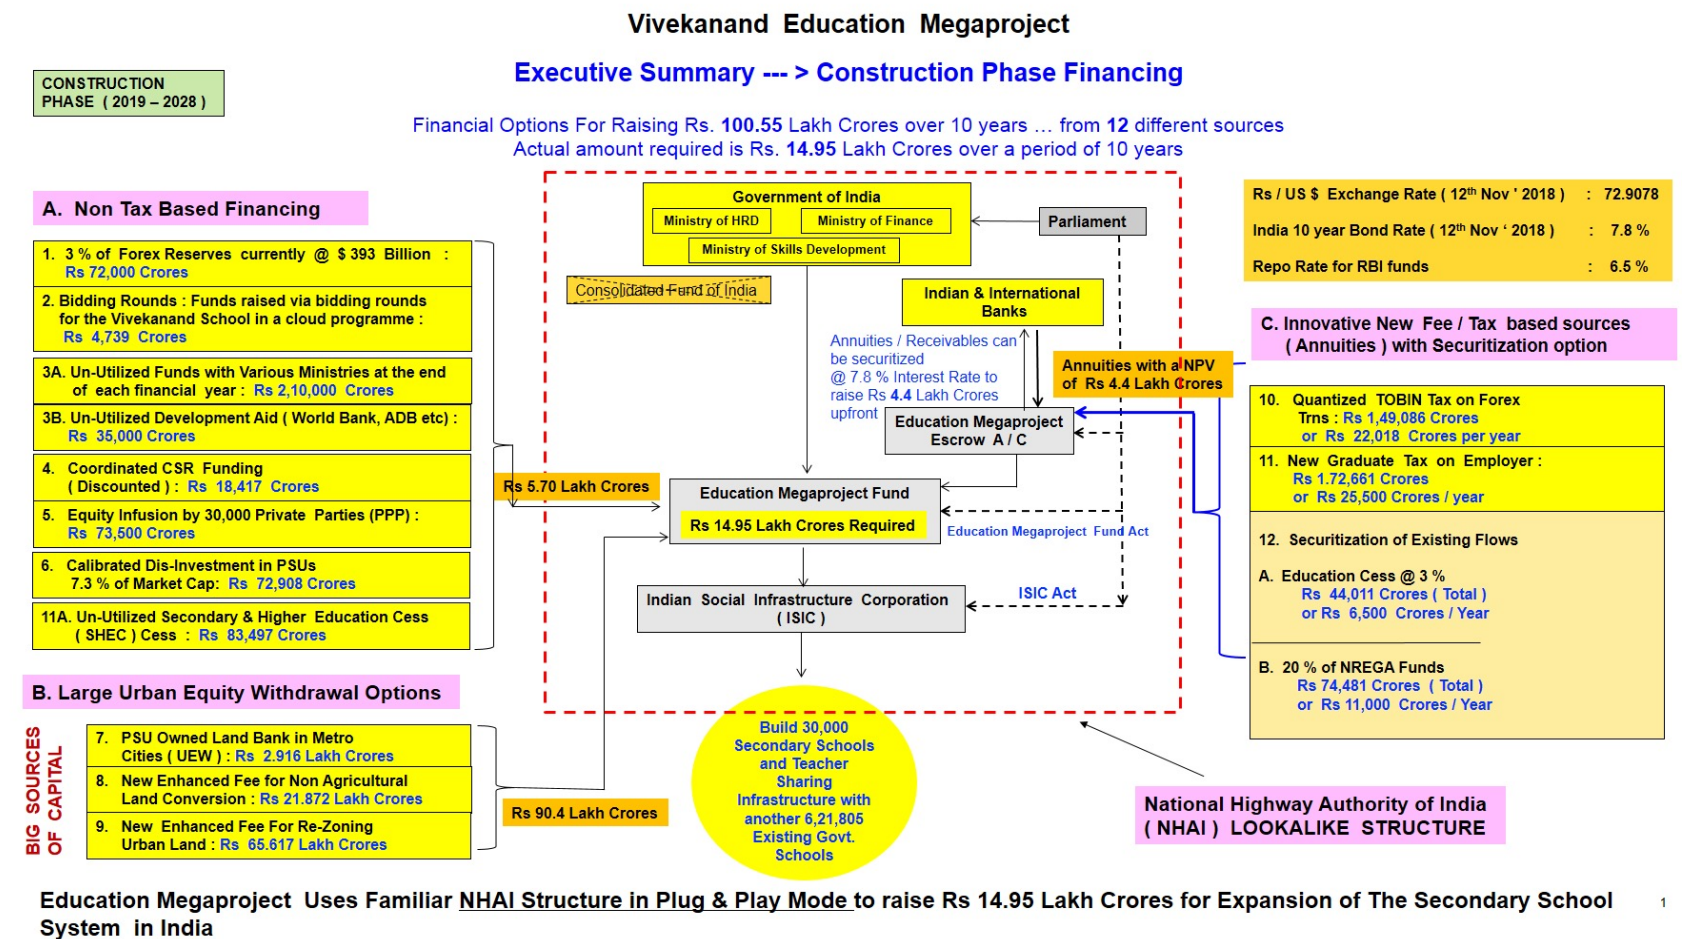 Vivekanand Education Megaproject
Executive Summary --- > Construction Phase Financing
CONSTRUCTION
PHASE ( 2019 – 2028 )
Financial Options For Raising Rs. 100.55 Lakh Crores over 10 years … from 12 different sources
Actual amount required is Rs. 14.95 Lakh Crores over a period of 10 years
A. Non Tax Based Financing
1. 3 % of Forex Reserves currently @ $ 393 Billion :
Rs 72,000 Crores
2. Bidding Rounds : Funds raised via bidding rounds
for the Vivekanand School in a cloud programme :
Rs 4,739 Crores
3A. Un-Utilized Funds with Various Ministries at the end
of each financial year : Rs 2,10,000 Crores
3B. Un-Utilized Development Aid ( World Bank, ADB etc) :
Rs 35,000 Crores
4. Coordinated CSR Funding
( Discounted ) : Rs 18,417 Crores
5. Equity Infusion by 30,000 Private Parties (PPP) :
Rs 73,500 Crores
6. Calibrated Dis-Investment in PSUs
7.3 % of Market Cap: Rs 72,908 Crores
11A. Un-Utilized Secondary & Higher Education Cess
( SHEC ) Cess : Rs 83,497 Crores
B. Large Urban Equity Withdrawal Options
BIG SOURCES
OF CAPITAL
7. PSU Owned Land Bank in Metro
Cities ( UEW ) : Rs 2.916 Lakh Crores
8. New Enhanced Fee for Non Agricultural
Land Conversion : Rs 21.872 Lakh Crores
9. New Enhanced Fee For Re-Zoning
Urban Land : Rs 65.617 Lakh Crores
Rs 5.70 Lakh Crores
Rs 90.4 Lakh Crores
Government of India
Ministry of HRD
Ministry of Finance
Ministry of Skills Development
Parliament
Consolidated Fund of India
Indian & International
Banks
Annuities / Receivables can
be securitized
@ 7.8 % Interest Rate to
raise Rs 4.4 Lakh Crores
upfront
Annuities with a NPV
of Rs 4.4 Lakh Crores
Education Megaproject
Escrow A / C
Education Megaproject Fund
Rs 14.95 Lakh Crores Required
Education Megaproject Fund Act
Indian Social Infrastructure Corporation
( ISIC )
ISIC Act
Build 30,000
Secondary Schools
and Teacher
Sharing
Infrastructure with
another 6,21,805
Existing Govt.
Schools
Rs / US $ Exchange Rate ( 12th Nov ' 2018 ) : 72.9078
India 10 year Bond Rate ( 12th Nov ‘ 2018 ) : 7.8 %
Repo Rate for RBI funds : 6.5 %
C. Innovative New Fee / Tax based sources
( Annuities ) with Securitization option
10. Quantized TOBIN Tax on Forex
Trns : Rs 1,49,086 Crores
or Rs 22,018 Crores per year
11. New Graduate Tax on Employer :
Rs 1.72,661 Crores
or Rs 25,500 Crores / year
12. Securitization of Existing Flows
A. Education Cess @ 3 %
Rs 44,011 Crores ( Total )
or Rs 6,500 Crores / Year
B. 20 % of NREGA Funds
Rs 74,481 Crores ( Total )
or Rs 11,000 Crores / Year
National Highway Authority of India
( NHAI ) LOOKALIKE STRUCTURE
Education Megaproject Uses Familiar NHAI Structure in Plug & Play Mode to raise Rs 14.95 Lakh Crores for Expansion of The Secondary School
System in India
1